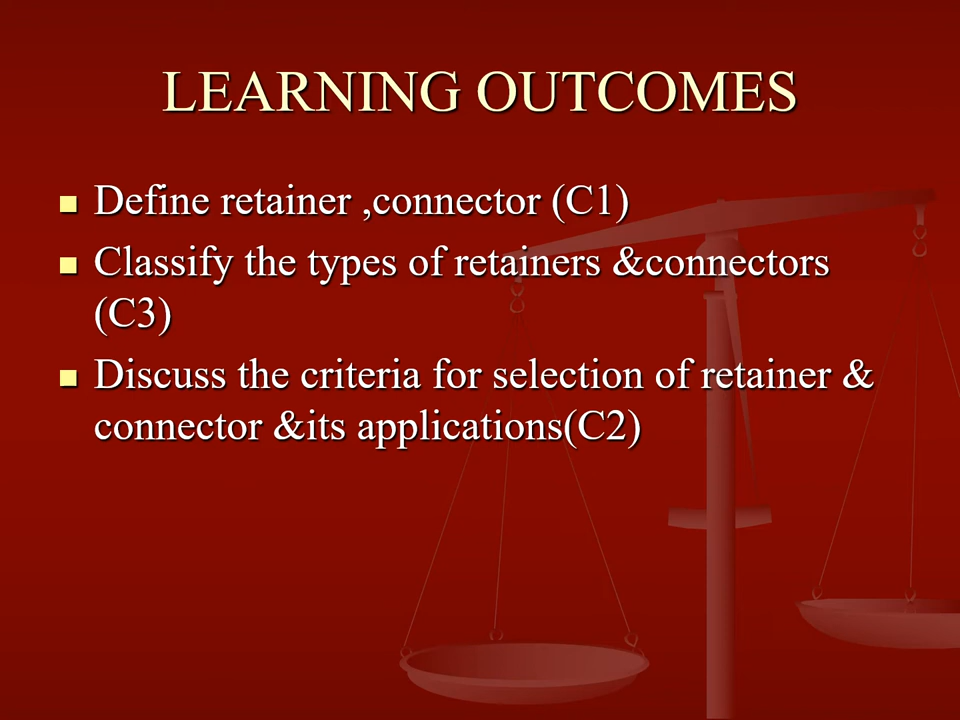 LEARNING OUTCOMES
Define retainer ,connector (C1)
Classify the types of retainers &connectors
(C3)
Discuss the criteria for selection of retainer &
connector &its applications(C2)